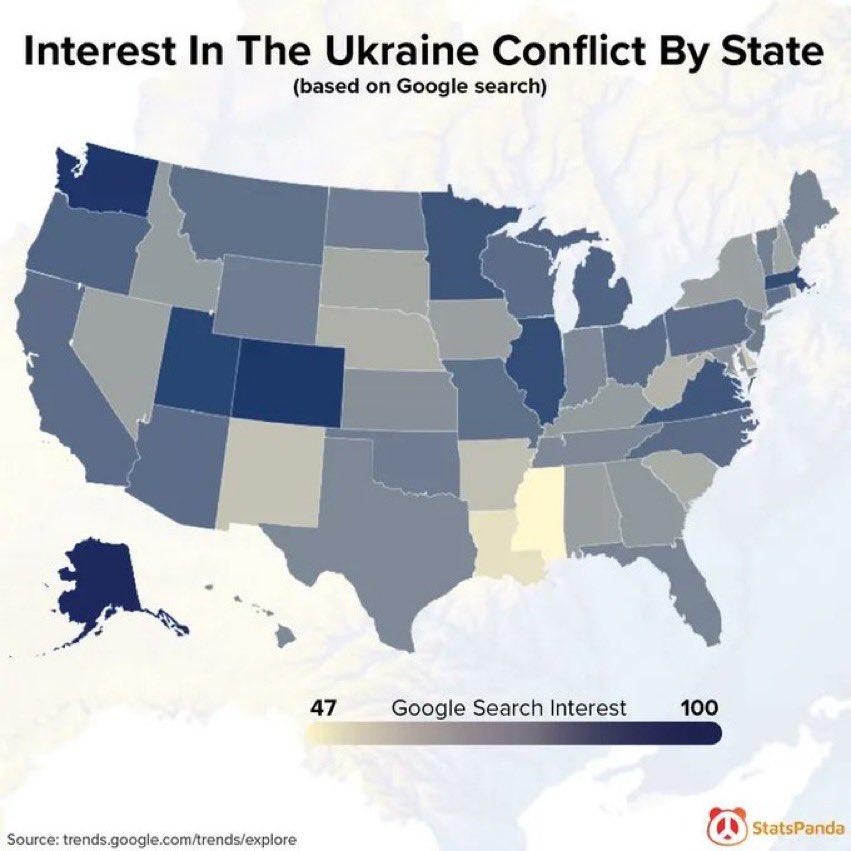 Interest In The Ukraine Conflict By State
(based on Google search)
47 Google Search Interest 100
StatsPanda
Source: trends.google.com/trends/explore